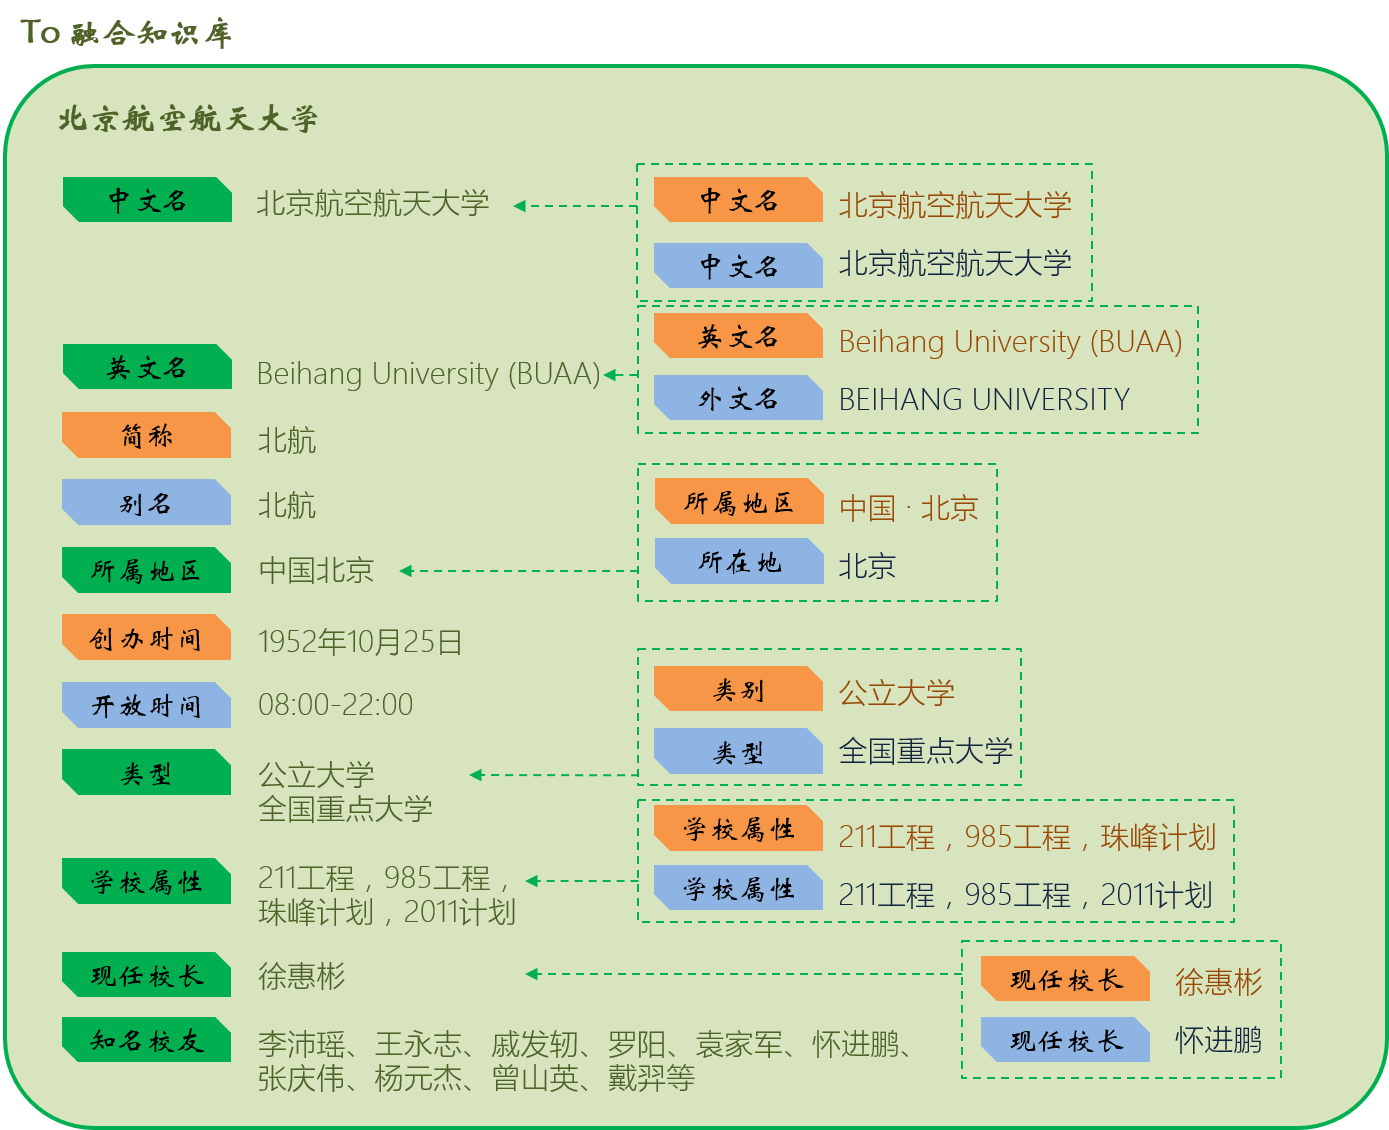 To 融合知识库
北京航空航天大学
中文名 北京航空航天大学
中文名 北京航空航天大学
中文名 北京航空航天大学
英文名 Beihang University (BUAA)
英文名 Beihang University (BUAA)
外文名 BEIHANG UNIVERSITY
简称 北航
别名 北航
所属地区 中国北京
所属地区 中国 · 北京
所在地 北京
创办时间 1952年10月25日
开放时间 08:00-22:00
类型 公立大学
全国重点大学
类别 公立大学
类型 全国重点大学
学校属性 211工程，985工程，
珠峰计划，2011计划
学校属性 211工程，985工程，珠峰计划
学校属性 211工程，985工程，2011计划
现任校长 徐惠彬
现任校长 徐惠彬
现任校长 怀进鹏
知名校友 李沛瑶、王永志、戚发轫、罗阳、袁家军、怀进鹏、
张庆伟、杨元杰、曾山英、戴羿等